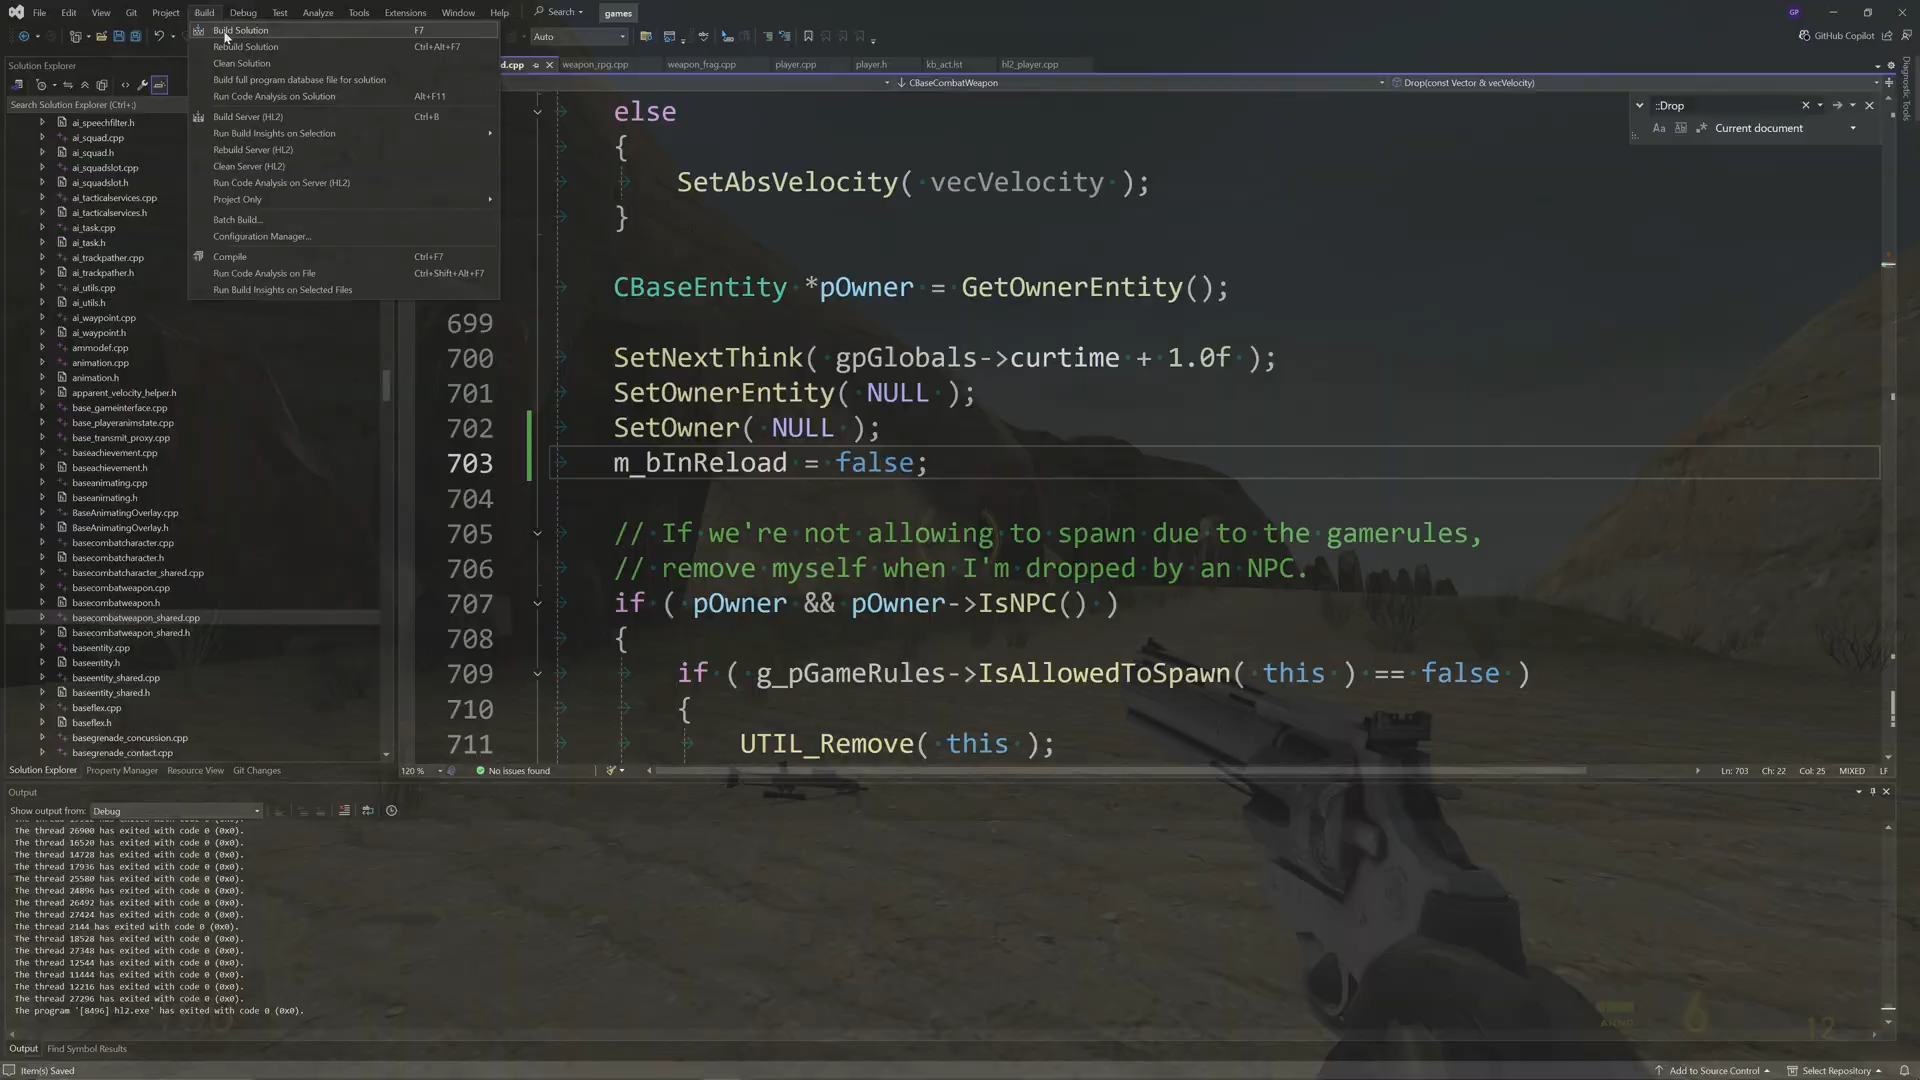 File Edit View Git Project Build Debug Test Analyze Tools Extensions Window Help Search games GP
Auto GitHub Copilot
Build Solution F7
Rebuild Solution Ctrl+Alt+F7
Clean Solution
Build full program database file for solution
Run Code Analysis on Solution Alt+F11
Build Server (HL2) Ctrl+B
Run Build Insights on Selection
Rebuild Server (HL2)
Clean Server (HL2)
Run Code Analysis on Server (HL2)
Project Only
Batch Build...
Configuration Manager...
Compile Ctrl+F7
Run Code Analysis on File Ctrl+Shift+Alt+F7
Run Build Insights on Selected Files
Solution Explorer
Search Solution Explorer (Ctrl+;)
ai_speechfilter.h
ai_squad.cpp
ai_squad.h
ai_squadslot.cpp
ai_squadslot.h
ai_tacticalservices.cpp
ai_tacticalservices.h
ai_task.cpp
ai_task.h
ai_trackpather.cpp
ai_trackpather.h
ai_utils.cpp
ai_utils.h
ai_waypoint.cpp
ai_waypoint.h
ammodef.cpp
animation.cpp
animation.h
apparent_velocity_helper.h
base_gameinterface.cpp
base_playeranimstate.cpp
base_transmit_proxy.cpp
baseachievement.cpp
baseachievement.h
baseanimating.cpp
baseanimating.h
BaseAnimatingOverlay.cpp
BaseAnimatingOverlay.h
basecombatcharacter.cpp
basecombatcharacter.h
basecombatcharacter_shared.cpp
basecombatweapon.cpp
basecombatweapon.h
basecombatweapon_shared.cpp
basecombatweapon_shared.h
baseentity.cpp
baseentity.h
baseentity_shared.cpp
baseentity_shared.h
baseflex.cpp
baseflex.h
basegrenade_concussion.cpp
basegrenade_contact.cpp
Solution Explorer Property Manager Resource View Git Changes
d.cpp weapon_rpg.cpp weapon_frag.cpp player.cpp player.h kb_act.lst hl2_player.cpp
CBaseCombatWeapon Drop(const Vector & vecVelocity)
::Drop
Current document
else
{
SetAbsVelocity( vecVelocity );
}
CBaseEntity *pOwner = GetOwnerEntity();
699
700 SetNextThink( gpGlobals->curtime + 1.0f );
701 SetOwnerEntity( NULL );
702 SetOwner( NULL );
703 m_bInReload = false;
704
705 // If we're not allowing to spawn due to the gamerules,
706 // remove myself when I'm dropped by an NPC.
707 if ( pOwner && pOwner->IsNPC() )
708 {
709 if ( g_pGameRules->IsAllowedToSpawn( this ) == false )
710 {
711 UTIL_Remove( this );
120 % No issues found Ln: 703 Ch: 22 Col: 25 MIXED LF
Diagnostic Tools
Output
Show output from: Debug
The thread 26900 has exited with code 0 (0x0).
The thread 16520 has exited with code 0 (0x0).
The thread 14728 has exited with code 0 (0x0).
The thread 17936 has exited with code 0 (0x0).
The thread 25580 has exited with code 0 (0x0).
The thread 24896 has exited with code 0 (0x0).
The thread 26492 has exited with code 0 (0x0).
The thread 27424 has exited with code 0 (0x0).
The thread 2144 has exited with code 0 (0x0).
The thread 18528 has exited with code 0 (0x0).
The thread 27348 has exited with code 0 (0x0).
The thread 12544 has exited with code 0 (0x0).
The thread 11444 has exited with code 0 (0x0).
The thread 12216 has exited with code 0 (0x0).
The thread 27296 has exited with code 0 (0x0).
The program '[8496] hl2.exe' has exited with code 0 (0x0).
AMMO 6 12
Output Find Symbol Results
Item(s) Saved Add to Source Control Select Repository